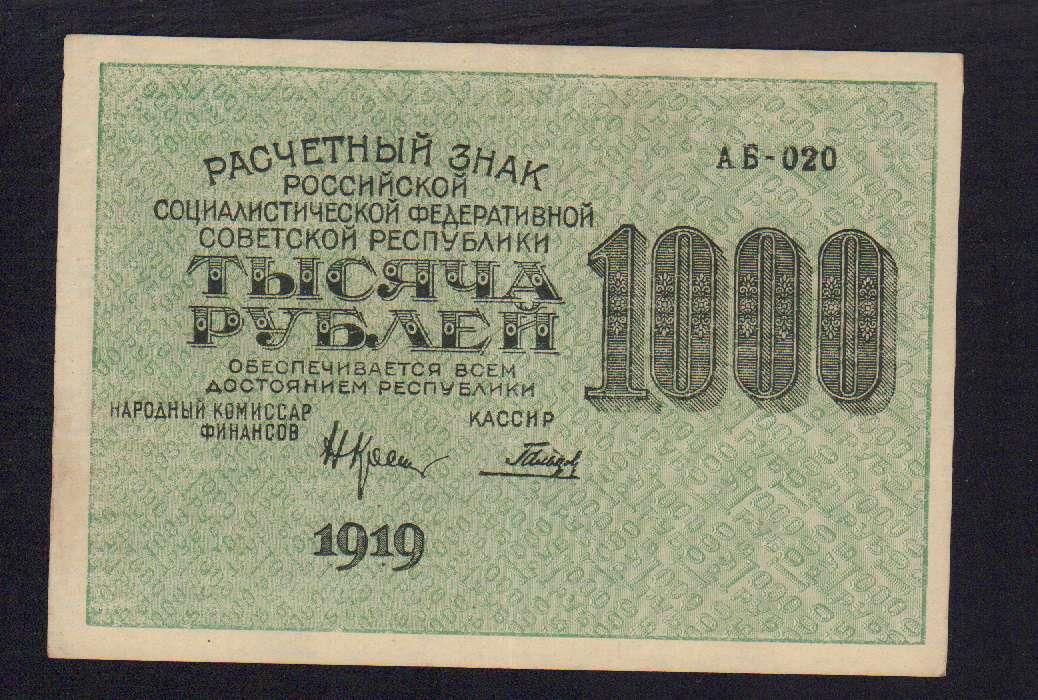 РАСЧЕТНЫЙ ЗНАК
РОССИЙСКОЙ
СОЦИАЛИСТИЧЕСКОЙ ФЕДЕРАТИВНОЙ
СОВЕТСКОЙ РЕСПУБЛИКИ
ТЫСЯЧА
РУБЛЕЙ
ОБЕСПЕЧИВАЕТСЯ ВСЕМ
ДОСТОЯНИЕМ РЕСПУБЛИКИ
НАРОДНЫЙ КОМИССАР
ФИНАНСОВ
КАССИР
1919
АБ-020
1000